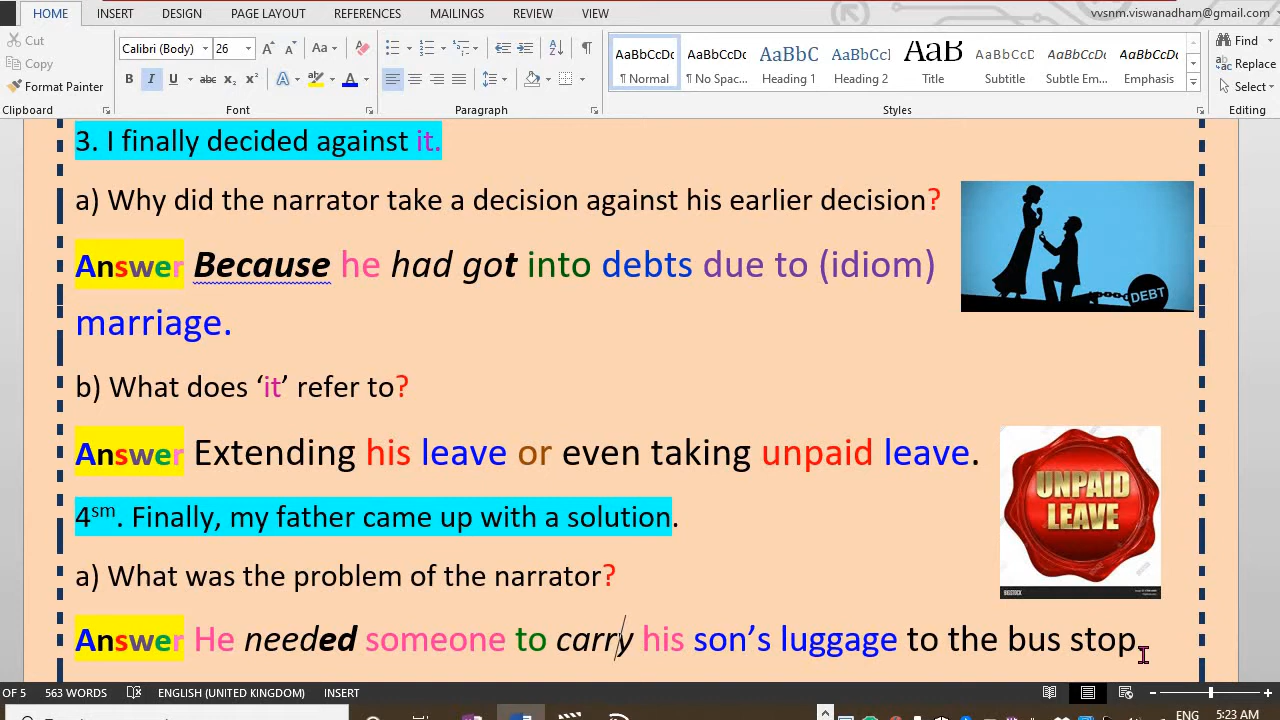 HOME INSERT DESIGN PAGE LAYOUT REFERENCES MAILINGS REVIEW VIEW vvsnm.viswanadham@gmail.com
Cut
Copy
Format Painter
Calibri (Body) 26 Aa
B I U abc x₂ x² A A
AaBbCcDc AaBbCcDc AaBbC AaBbCcI AaB AaBbCcD AaBbCcDc AaBbCcDc
¶ Normal ¶ No Spac... Heading 1 Heading 2 Title Subtitle Subtle Em... Emphasis
Find
Replace
Select
Clipboard Font Paragraph Styles Editing
3. I finally decided against it.
a) Why did the narrator take a decision against his earlier decision?
Answer Because he had got into debts due to (idiom)
marriage.
DEBT
b) What does ‘it’ refer to?
Answer Extending his leave or even taking unpaid leave.
UNPAID
LEAVE
4sm. Finally, my father came up with a solution.
a) What was the problem of the narrator?
Answer He needed someone to carry his son’s luggage to the bus stop.
OF 5 563 WORDS ENGLISH (UNITED KINGDOM) INSERT
ENG 5:23 AM